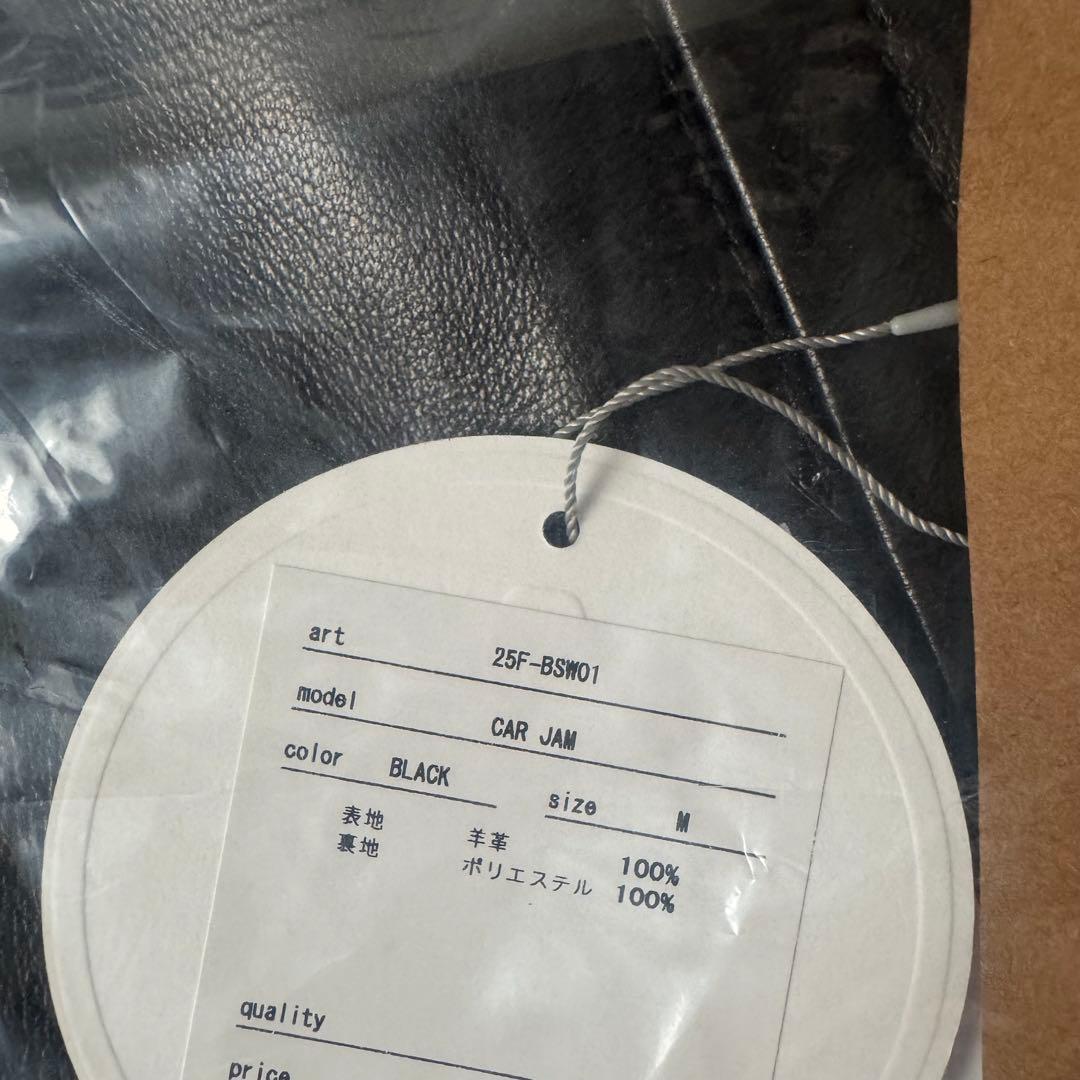 art 25F-BSW01
model CAR JAM
color BLACK size M
表地 羊革 100%
裏地 ポリエステル 100%
quality
price